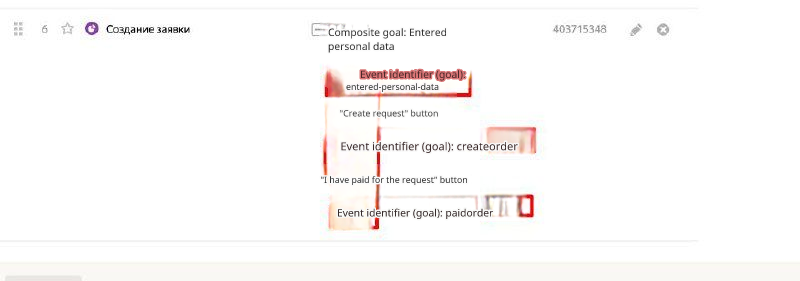 6 Создание заявки
Composite goal: Entered
personal data
403715348
Event identifier (goal):
entered-personal-data
"Create request" button
Event identifier (goal): createorder
"I have paid for the request" button
Event identifier (goal): paidorder